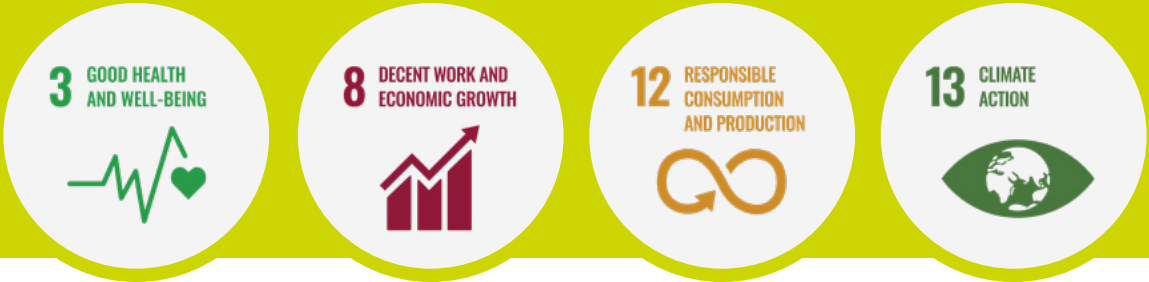 3 GOOD HEALTH
AND WELL-BEING
8 DECENT WORK AND
ECONOMIC GROWTH
12 RESPONSIBLE
CONSUMPTION
AND PRODUCTION
13 CLIMATE
ACTION